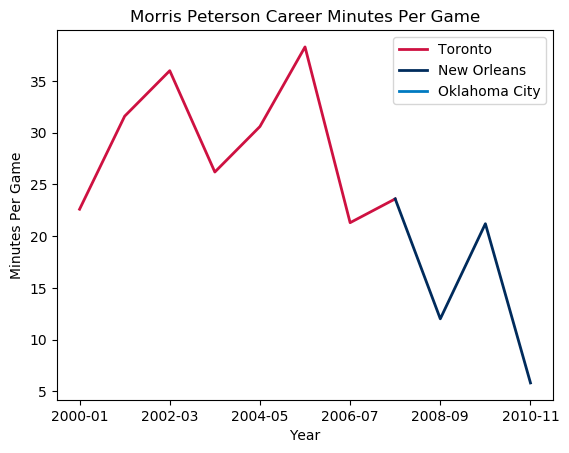 Morris Peterson Career Minutes Per Game
Toronto
New Orleans
Oklahoma City
Minutes Per Game
35
30
25
20
15
10
5
2000-01 2002-03 2004-05 2006-07 2008-09 2010-11
Year